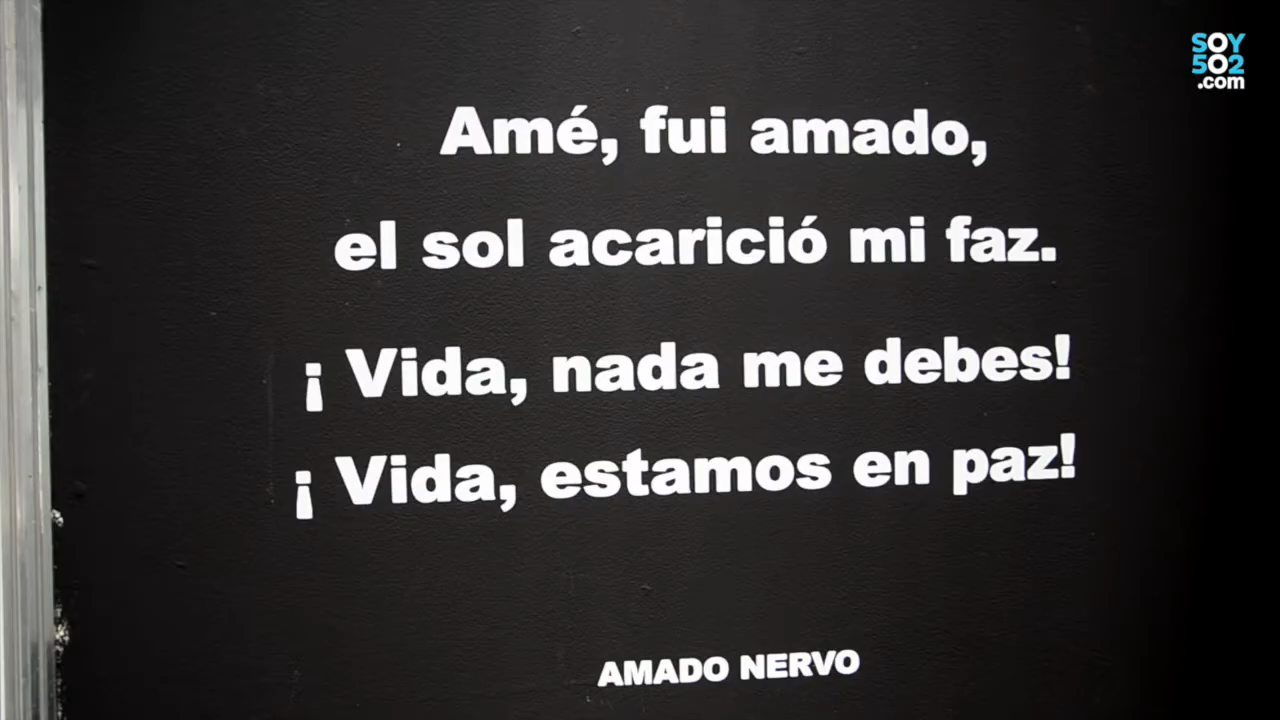 SOY
502
.com
Amé, fui amado,
el sol acarició mi faz.
¡ Vida, nada me debes!
¡ Vida, estamos en paz!
AMADO NERVO